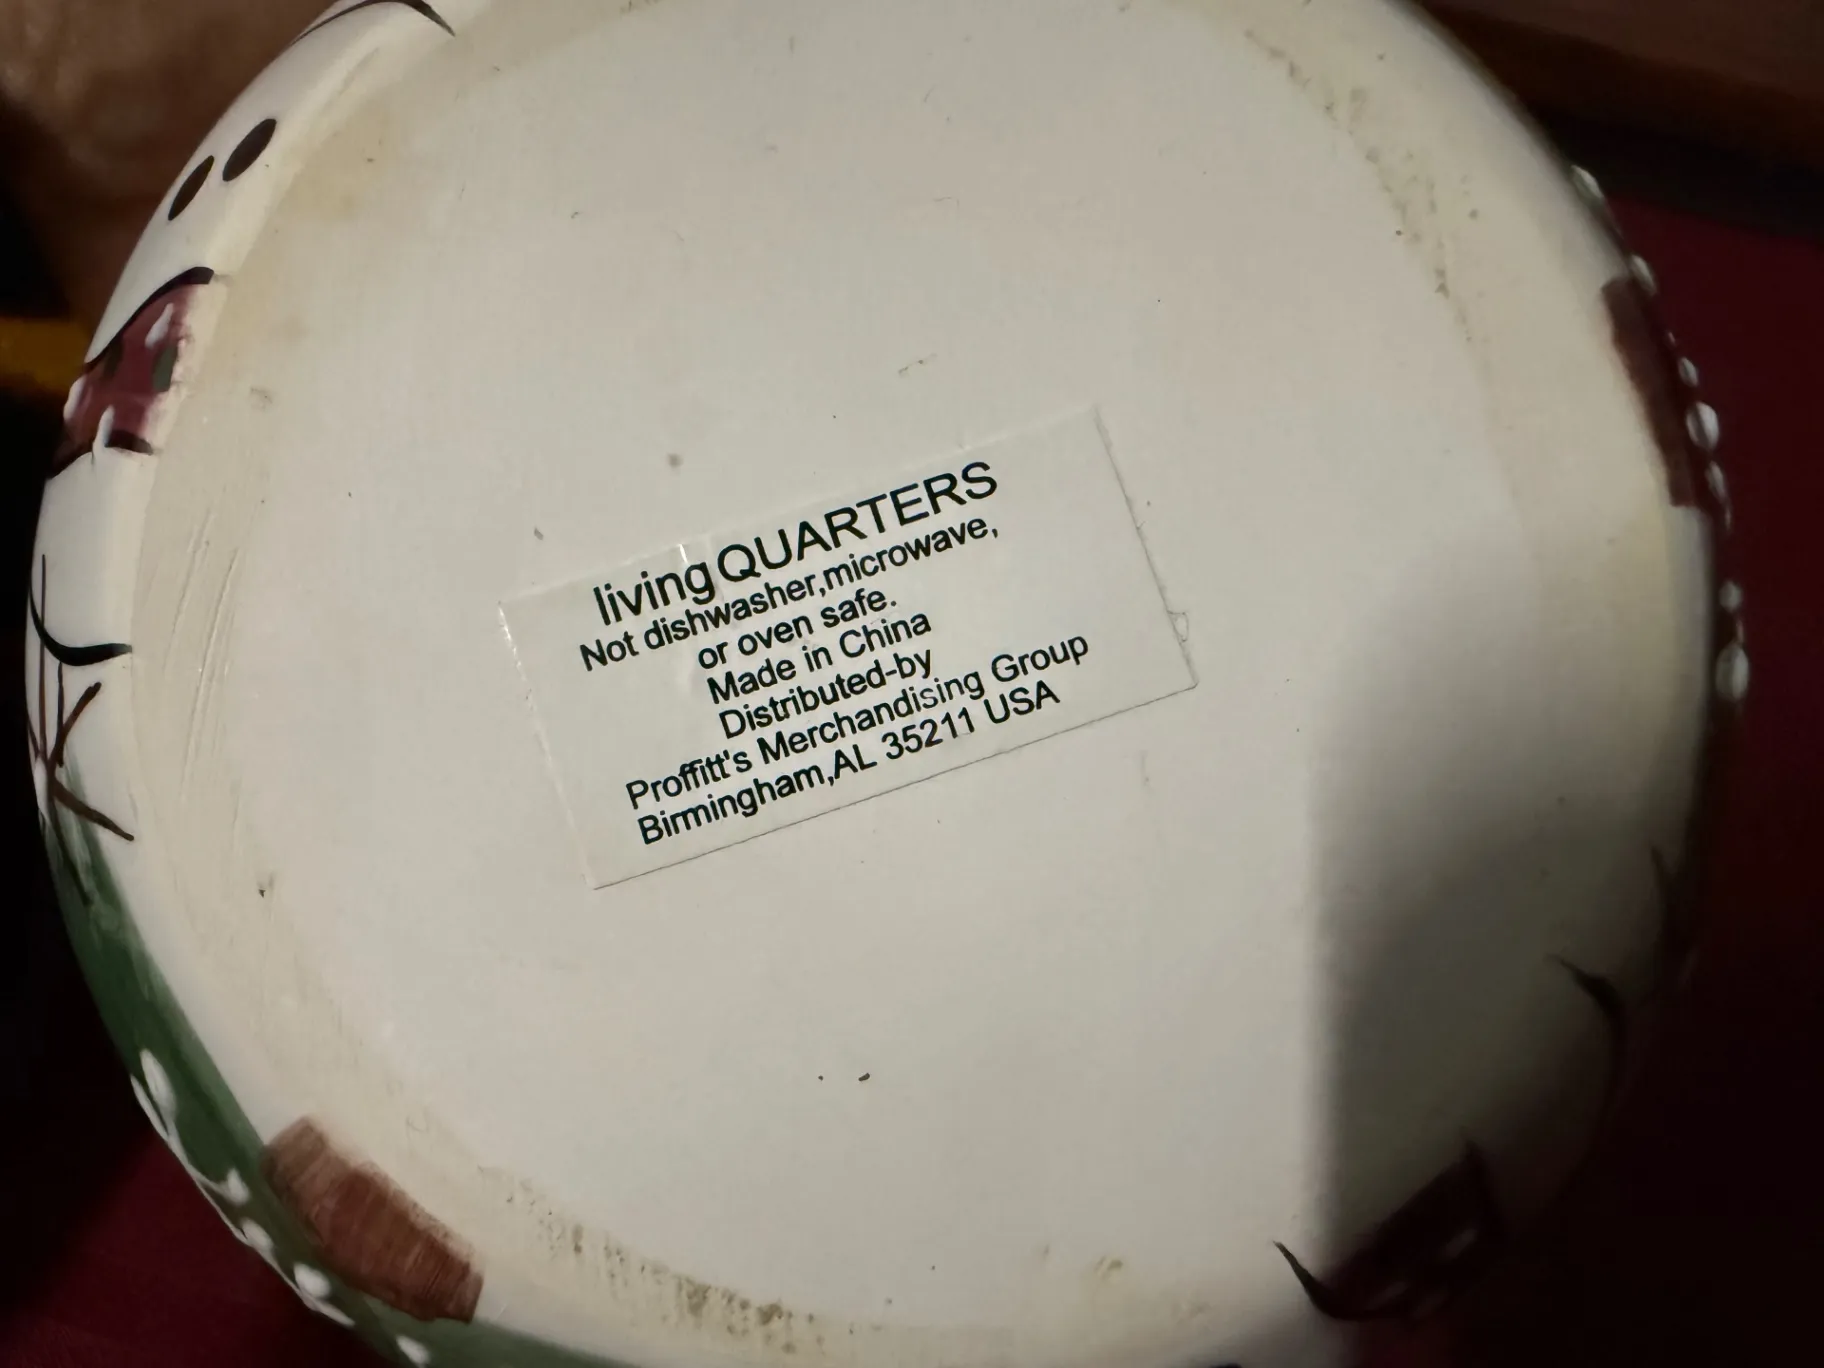 living QUARTERS
Not dishwasher,microwave,
or oven safe.
Made in China
Distributed-by
Proffitt's Merchandising Group
Birmingham,AL 35211 USA